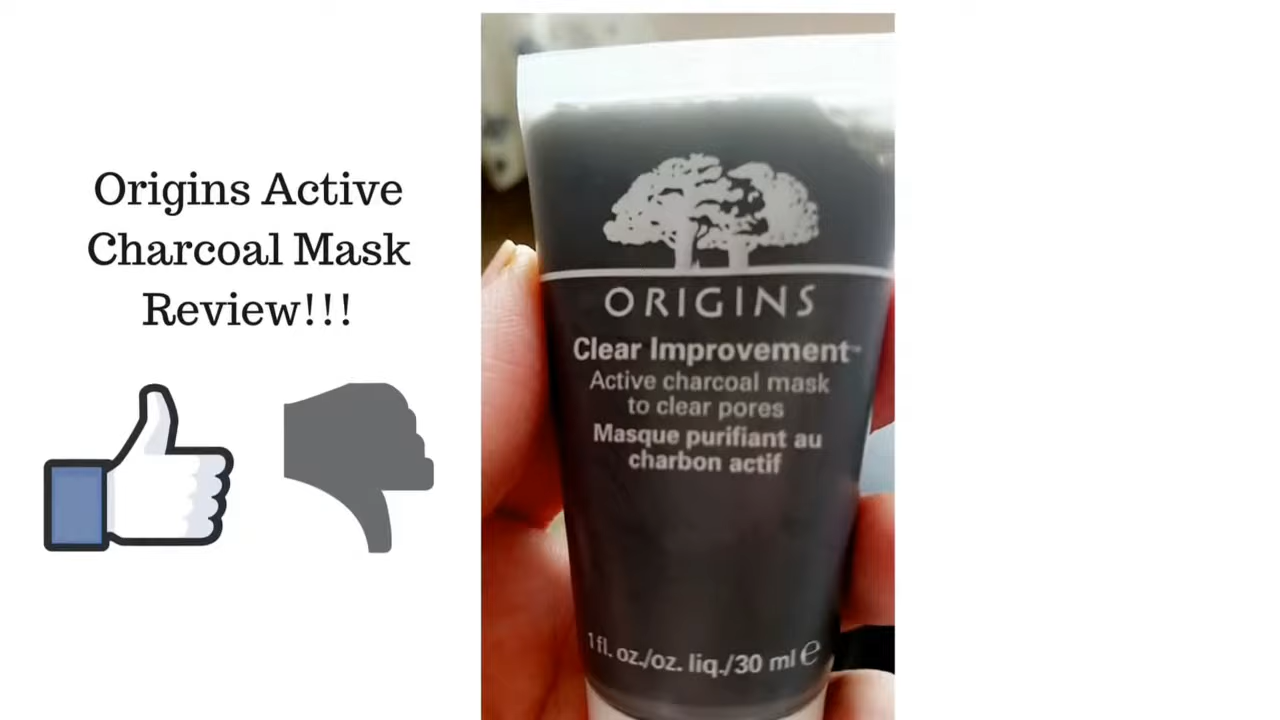 Origins Active
Charcoal Mask
Review!!!
ORIGINS
Clear Improvement™
Active charcoal mask
to clear pores
Masque purifiant au
charbon actif
1 fl. oz./oz. liq./30 ml ℮